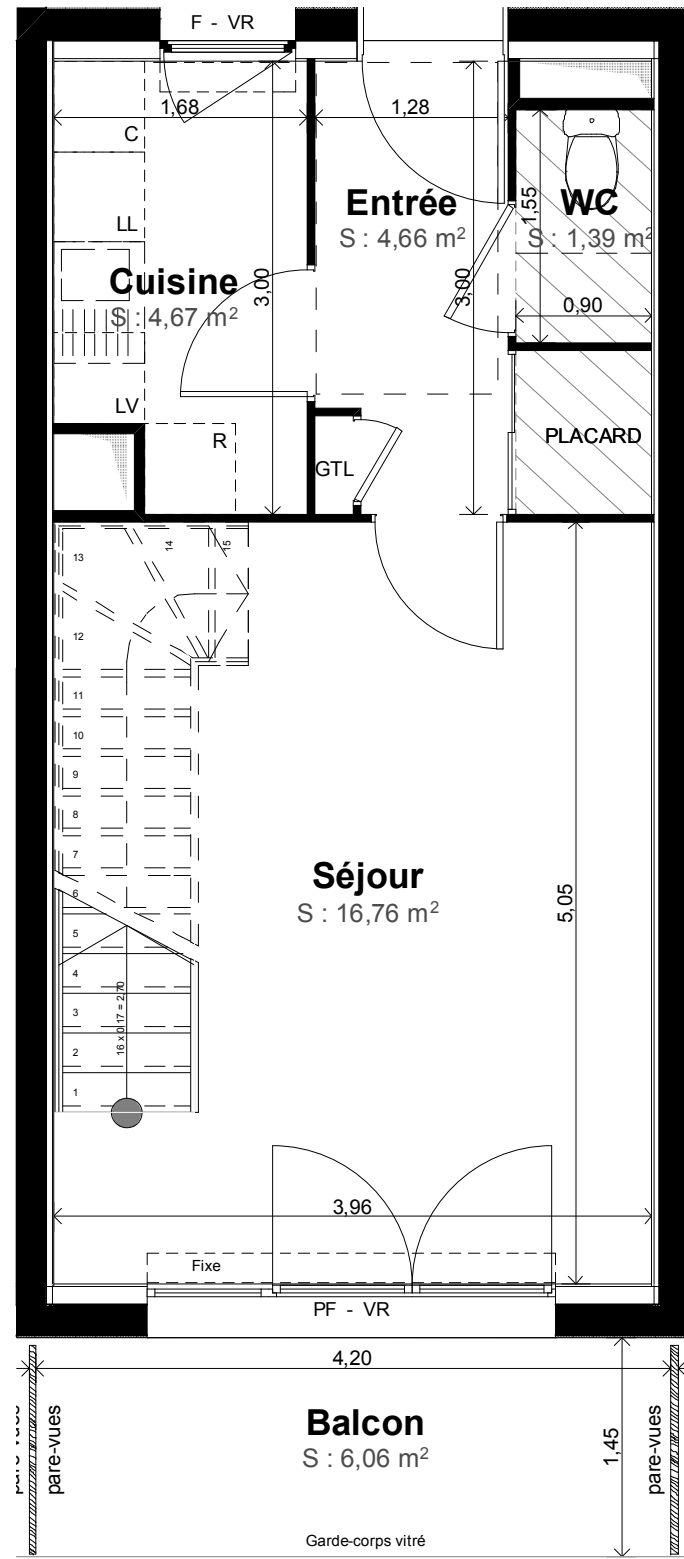 F - VR
1,68
1,28
C
Entrée
S : 4,66 m²
WC
S : 1,39 m²
1,55
LL
Cuisine
S : 4,67 m²
3,00
3,00
0,90
LV
R
GTL
PLACARD
13
14
15
12
11
10
9
8
7
6
5
4
3
2
1
16 x 0,17 = 2,70
Séjour
S : 16,76 m²
5,05
3,96
Fixe
PF - VR
4,20
Balcon
S : 6,06 m²
1,45
pare-vues
pare-vues
Garde-corps vitré